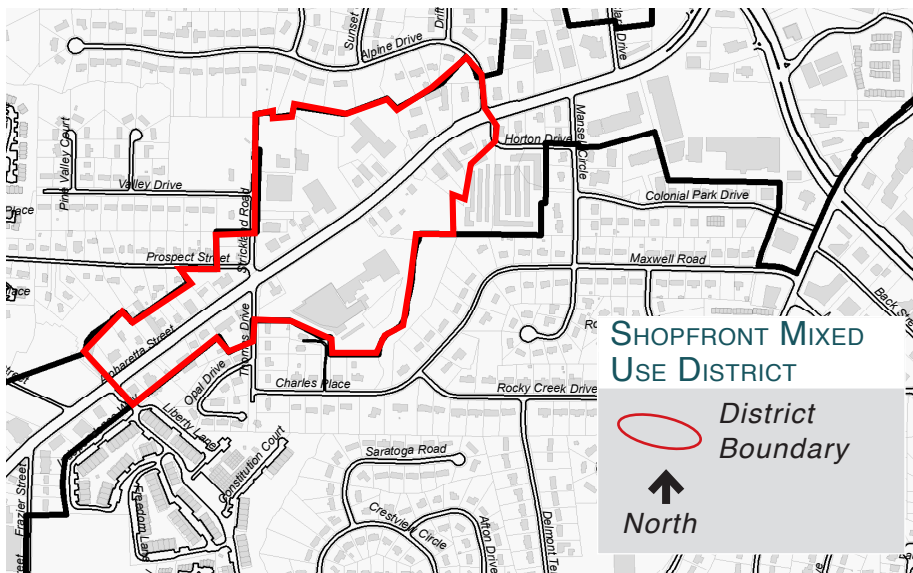 Sunset
Drift
Alpine Drive
Drive
Pine Valley Court
Mansell Circle
Horton Drive
Valley Drive
Place
Strickland Road
Colonial Park Drive
Prospect Street
Maxwell Road
Street
Thomas Drive
Opal Drive
Charles Place
Rocky Creek Drive
Liberty Lane
Constitution Court
Saratoga Road
Frazier Street
Freedom Lane
Crestview Circle
Afton Drive
Delmont Te
SHOPFRONT MIXED
USE DISTRICT
District
Boundary
North